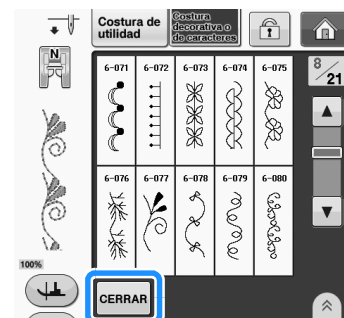 Costura de
utilidad
Costura
decorativa o
de caracteres
N
6-071 6-072 6-073 6-074 6-075
8/21
6-076 6-077 6-078 6-079 6-080
100%
CERRAR